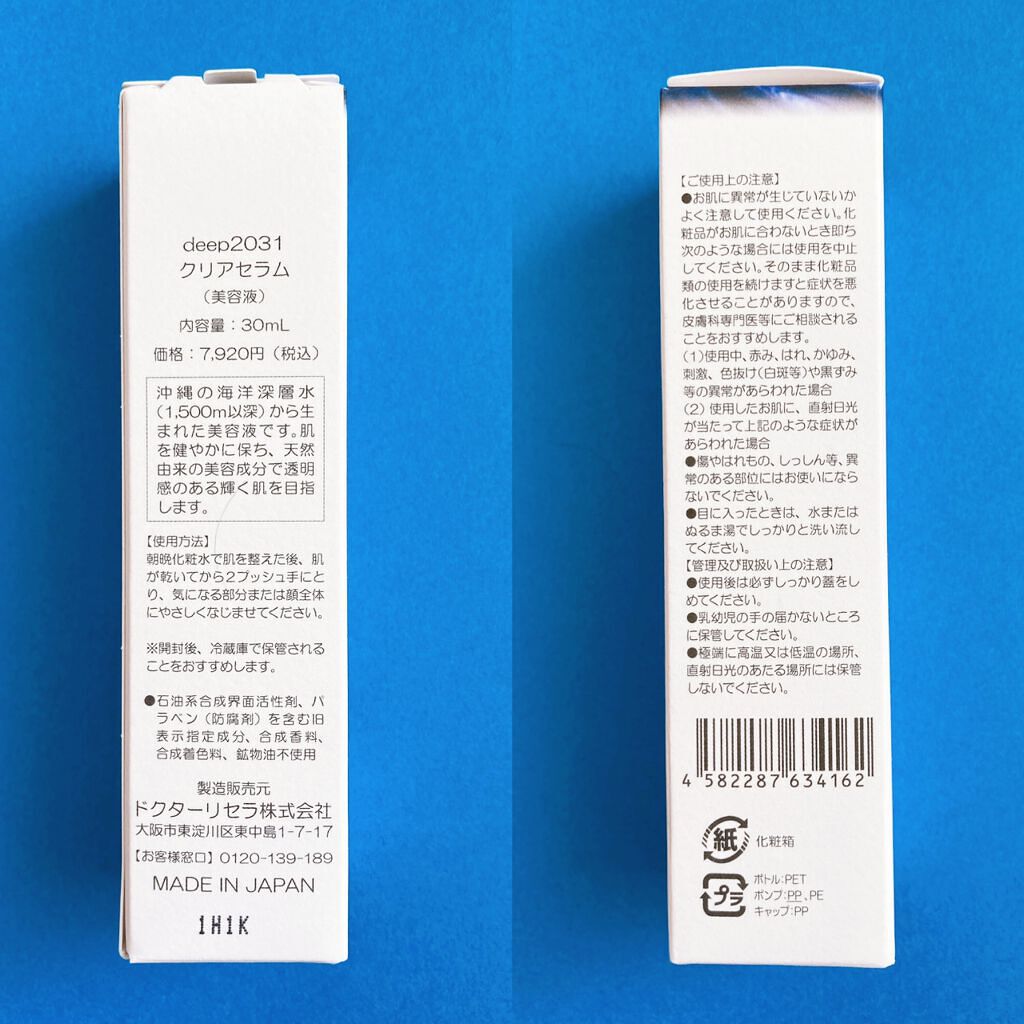 deep2031
クリアセラム
(美容液)
内容量：30mL
価格：7,920円（税込）
沖縄の海洋深層水
(1,500m以深)から生
まれた美容液です。肌
を健やかに保ち、天然
由来の美容成分で透明
感のある輝く肌を目指
します。
【使用方法】
朝晩化粧水で肌を整えた後、肌
が乾いてから2プッシュ手にと
り、気になる部分または顔全体
にやさしくなじませてください。
※開封後、冷蔵庫で保管される
ことをおすすめします。
●石油系合成界面活性剤、パ
ラベン（防腐剤）を含む旧
表示指定成分、合成香料、
合成着色料、鉱物油不使用
製造販売元
ドクターリセラ株式会社
大阪市東淀川区東中島1-7-17
【お客様窓口】0120-139-189
MADE IN JAPAN
1H1K
【ご使用上の注意】
●お肌に異常が生じていないか
よく注意して使用ください。化
粧品がお肌に合わないとき即ち
次のような場合には使用を中止
してください。そのまま化粧品
類の使用を続けますと症状を悪
化させることがありますので、
皮膚科専門医等にご相談される
ことをおすすめします。
(1)使用中、赤み、はれ、かゆみ、
刺激、色抜け(白斑等)や黒ずみ
等の異常があらわれた場合
(2) 使用したお肌に、直射日光
が当たって上記のような症状が
あらわれた場合
●傷やはれもの、しっしん等、異
常のある部位にはお使いになら
ないでください。
●目に入ったときは、水または
ぬるま湯でしっかりと洗い流し
てください。
【管理及び取扱い上の注意】
●使用後は必ずしっかり蓋をし
めてください。
●乳幼児の手の届かないところ
に保管してください。
●極端に高温又は低温の場所、
直射日光のあたる場所には保管
しないでください。
4 582287 634162
紙 化粧箱
プラ
ボトル:PET
ポンプ:PP、PE
キャップ:PP